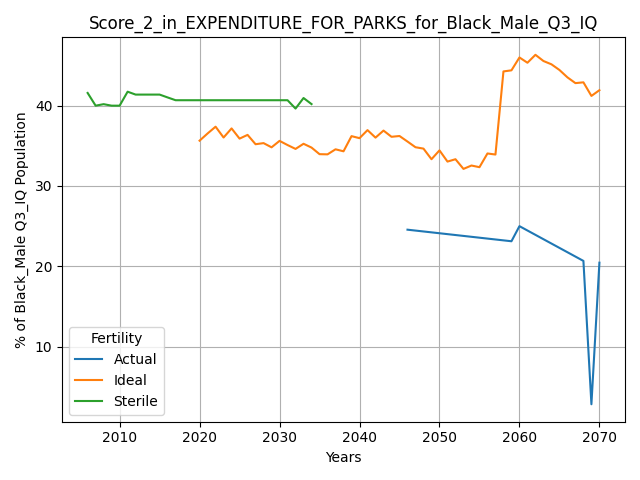 Score_2_in_EXPENDITURE_FOR_PARKS_for_Black_Male_Q3_IQ
% of Black_Male Q3_IQ Population
40
30
20
10
Fertility
Actual
Ideal
Sterile
2010 2020 2030 2040 2050 2060 2070
Years